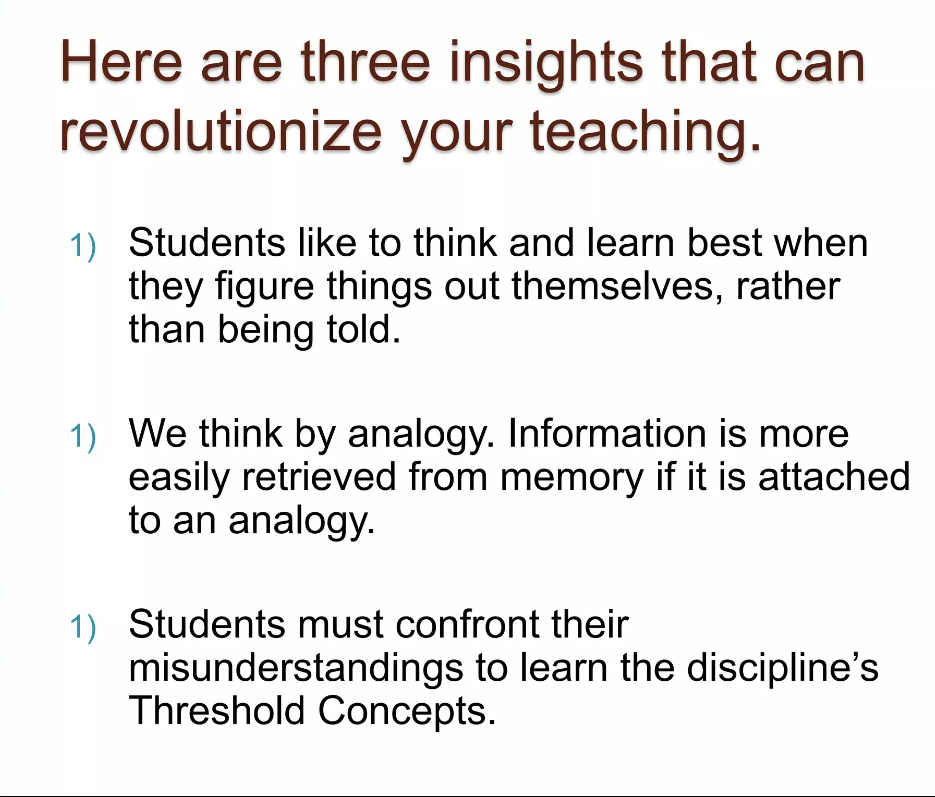 Here are three insights that can
revolutionize your teaching.
1) Students like to think and learn best when
they figure things out themselves, rather
than being told.
1) We think by analogy. Information is more
easily retrieved from memory if it is attached
to an analogy.
1) Students must confront their
misunderstandings to learn the discipline’s
Threshold Concepts.